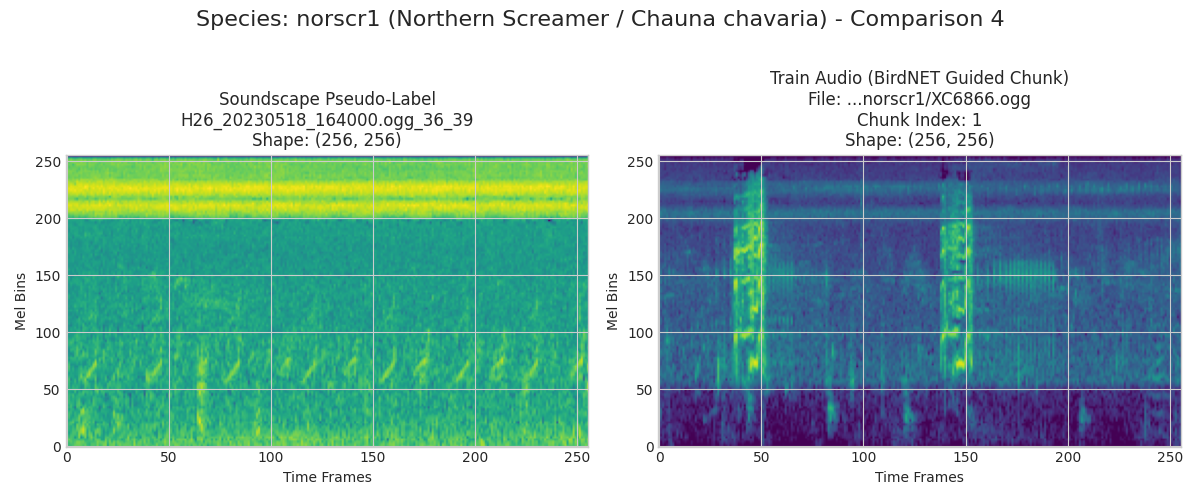 Species: norscr1 (Northern Screamer / Chauna chavaria) - Comparison 4
Soundscape Pseudo-Label
H26_20230518_164000.ogg_36_39
Shape: (256, 256)
Train Audio (BirdNET Guided Chunk)
File: ...norscr1/XC6866.ogg
Chunk Index: 1
Shape: (256, 256)
Mel Bins
250
200
150
100
50
0
0 50 100 150 200 250
Time Frames
Mel Bins
250
200
150
100
50
0
0 50 100 150 200 250
Time Frames